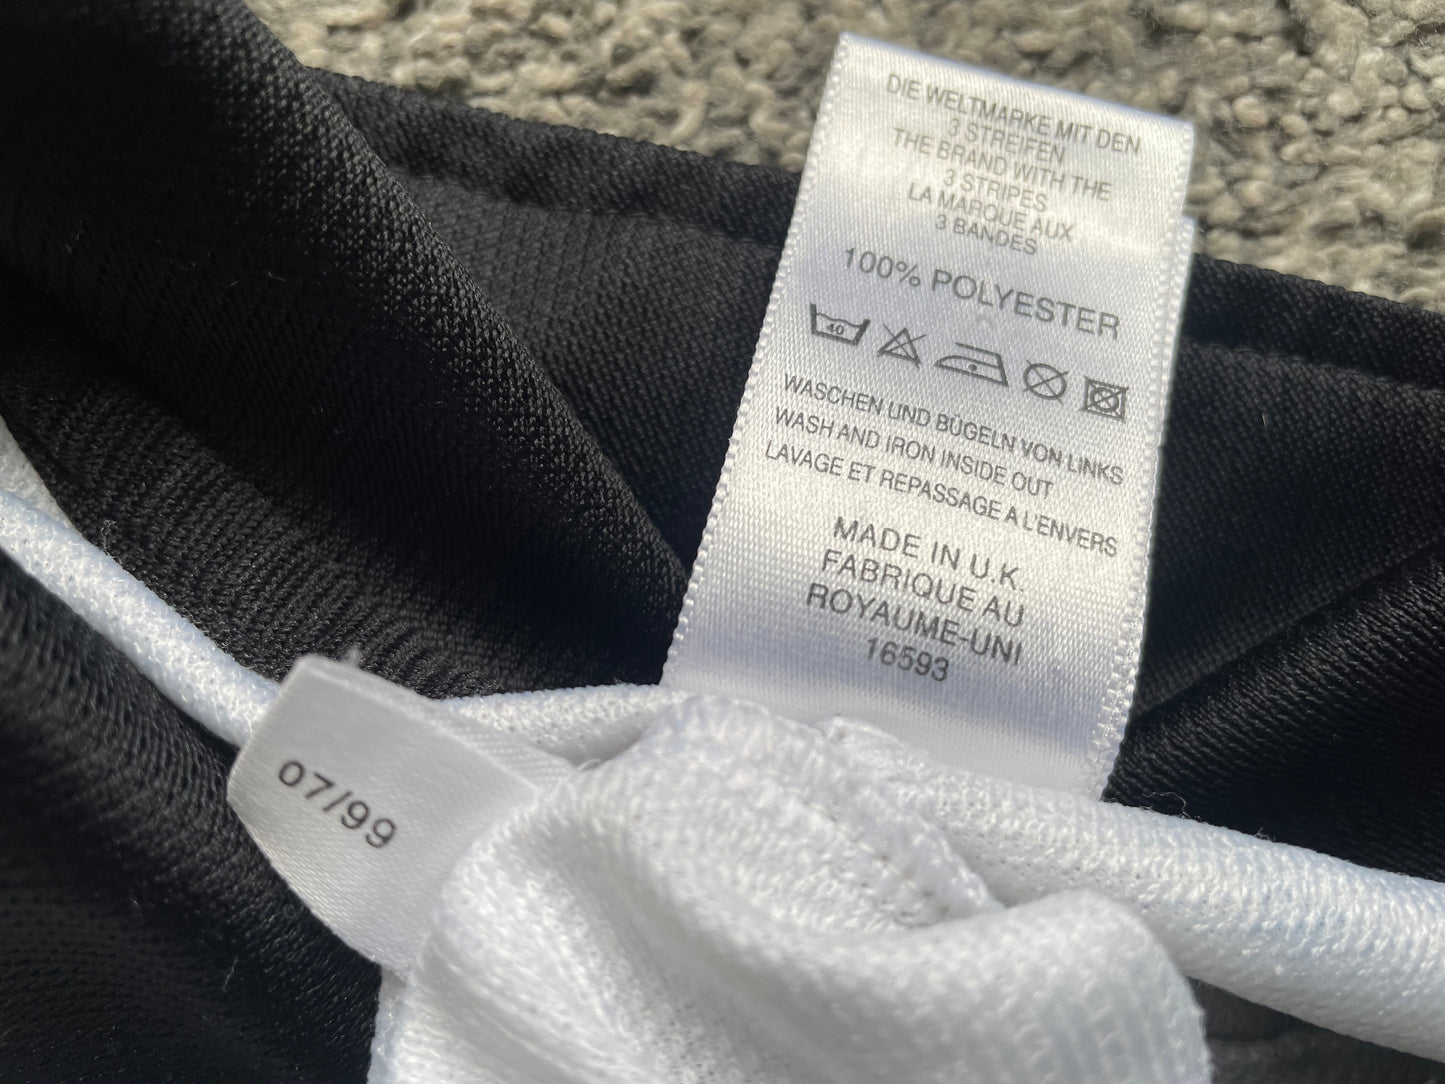 DIE WELTMARKE MIT DEN
3 STREIFEN
THE BRAND WITH THE
3 STRIPES
LA MARQUE AUX
3 BANDES
100% POLYESTER
40
WASCHEN UND BÜGELN VON LINKS
WASH AND IRON INSIDE OUT
LAVAGE ET REPASSAGE A L'ENVERS
MADE IN U.K.
FABRIQUE AU
ROYAUME-UNI
16593
07/99